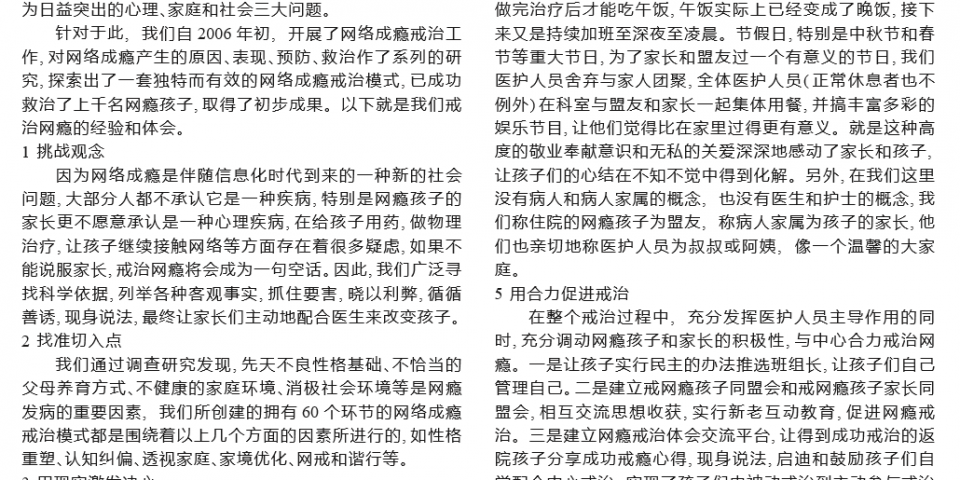 为日益突出的心理、家庭和社会三大问题。
针对于此，我们自 2006 年初，开展了网络成瘾戒治工
作，对网络成瘾产生的原因、表现、预防、救治作了系列的研
究，探索出了一套独特而有效的网络成瘾戒治模式，已成功
救治了上千名网瘾孩子，取得了初步成果。以下就是我们戒
治网瘾的经验和体会。
1 挑战观念
因为网络成瘾是伴随信息化时代到来的一种新的社会
问题，大部分人都不承认它是一种疾病，特别是网瘾孩子的
家长更不愿意承认是一种心理疾病，在给孩子用药，做物理
治疗，让孩子继续接触网络等方面存在着很多疑虑，如果不
能说服家长，戒治网瘾将会成为一句空话。因此，我们广泛寻
找科学依据，列举各种客观事实，抓住要害，晓以利弊，循循
善诱，现身说法，最终让家长们主动地配合医生来改变孩子。
2 找准切入点
我们通过调查研究发现，先天不良性格基础、不恰当的
父母养育方式、不健康的家庭环境、消极社会环境等是网瘾
发病的重要因素，我们所创建的拥有 60 个环节的网络成瘾
戒治模式都是围绕着以上几个方面的因素所进行的，如性格
重塑、认知纠偏、透视家庭、家境优化、网戒和谐行等。
做完治疗后才能吃午饭，午饭实际上已经变成了晚饭，接下
来又是持续加班至深夜至凌晨。节假日，特别是中秋节和春
节等重大节日，为了家长和盟友过一个有意义的节日，我们
医护人员舍弃与家人团聚，全体医护人员(正常休息者也不
例外)在科室与盟友和家长一起集体用餐，并搞丰富多彩的
娱乐节目，让他们觉得比在家里过得更有意义。就是这种高
度的敬业奉献意识和无私的关爱深深地感动了家长和孩子，
让孩子们的心结在不知不觉中得到化解。另外，在我们这里
没有病人和病人家属的概念，也没有医生和护士的概念，我
们称住院的网瘾孩子为盟友，称病人家属为孩子的家长，他
们也亲切地称医护人员为叔叔或阿姨，像一个温馨的大家
庭。
5 用合力促进戒治
在整个戒治过程中，充分发挥医护人员主导作用的同
时，充分调动网瘾孩子和家长的积极性，与中心合力戒治网
瘾。一是让孩子实行民主的办法推选班组长，让孩子们自己
管理自己。二是建立戒网瘾孩子同盟会和戒网瘾孩子家长同
盟会，相互交流思想收获，实行新老互动教育，促进网瘾戒
治。三是建立网瘾戒治体会交流平台，让得到成功戒治的返
院孩子分享成功戒瘾心得，现身说法，启迪和鼓励孩子们自